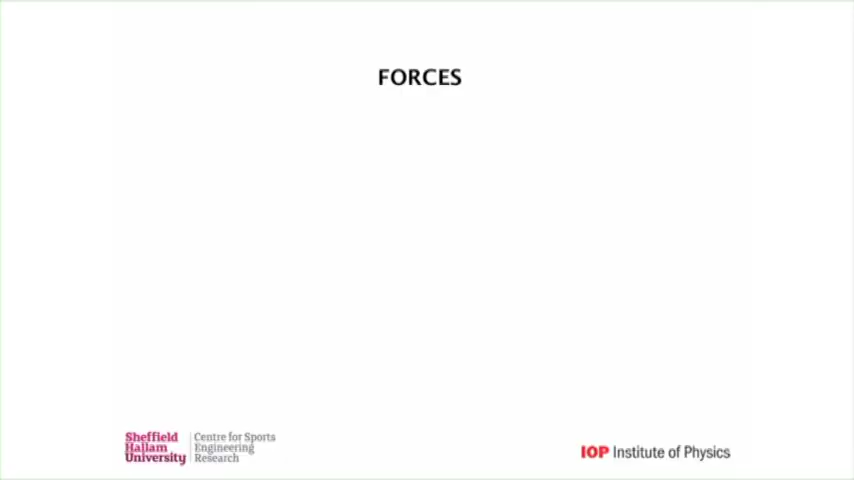 FORCES
Sheffield
Hallam
University
Centre for Sports
Engineering
Research
IOP Institute of Physics